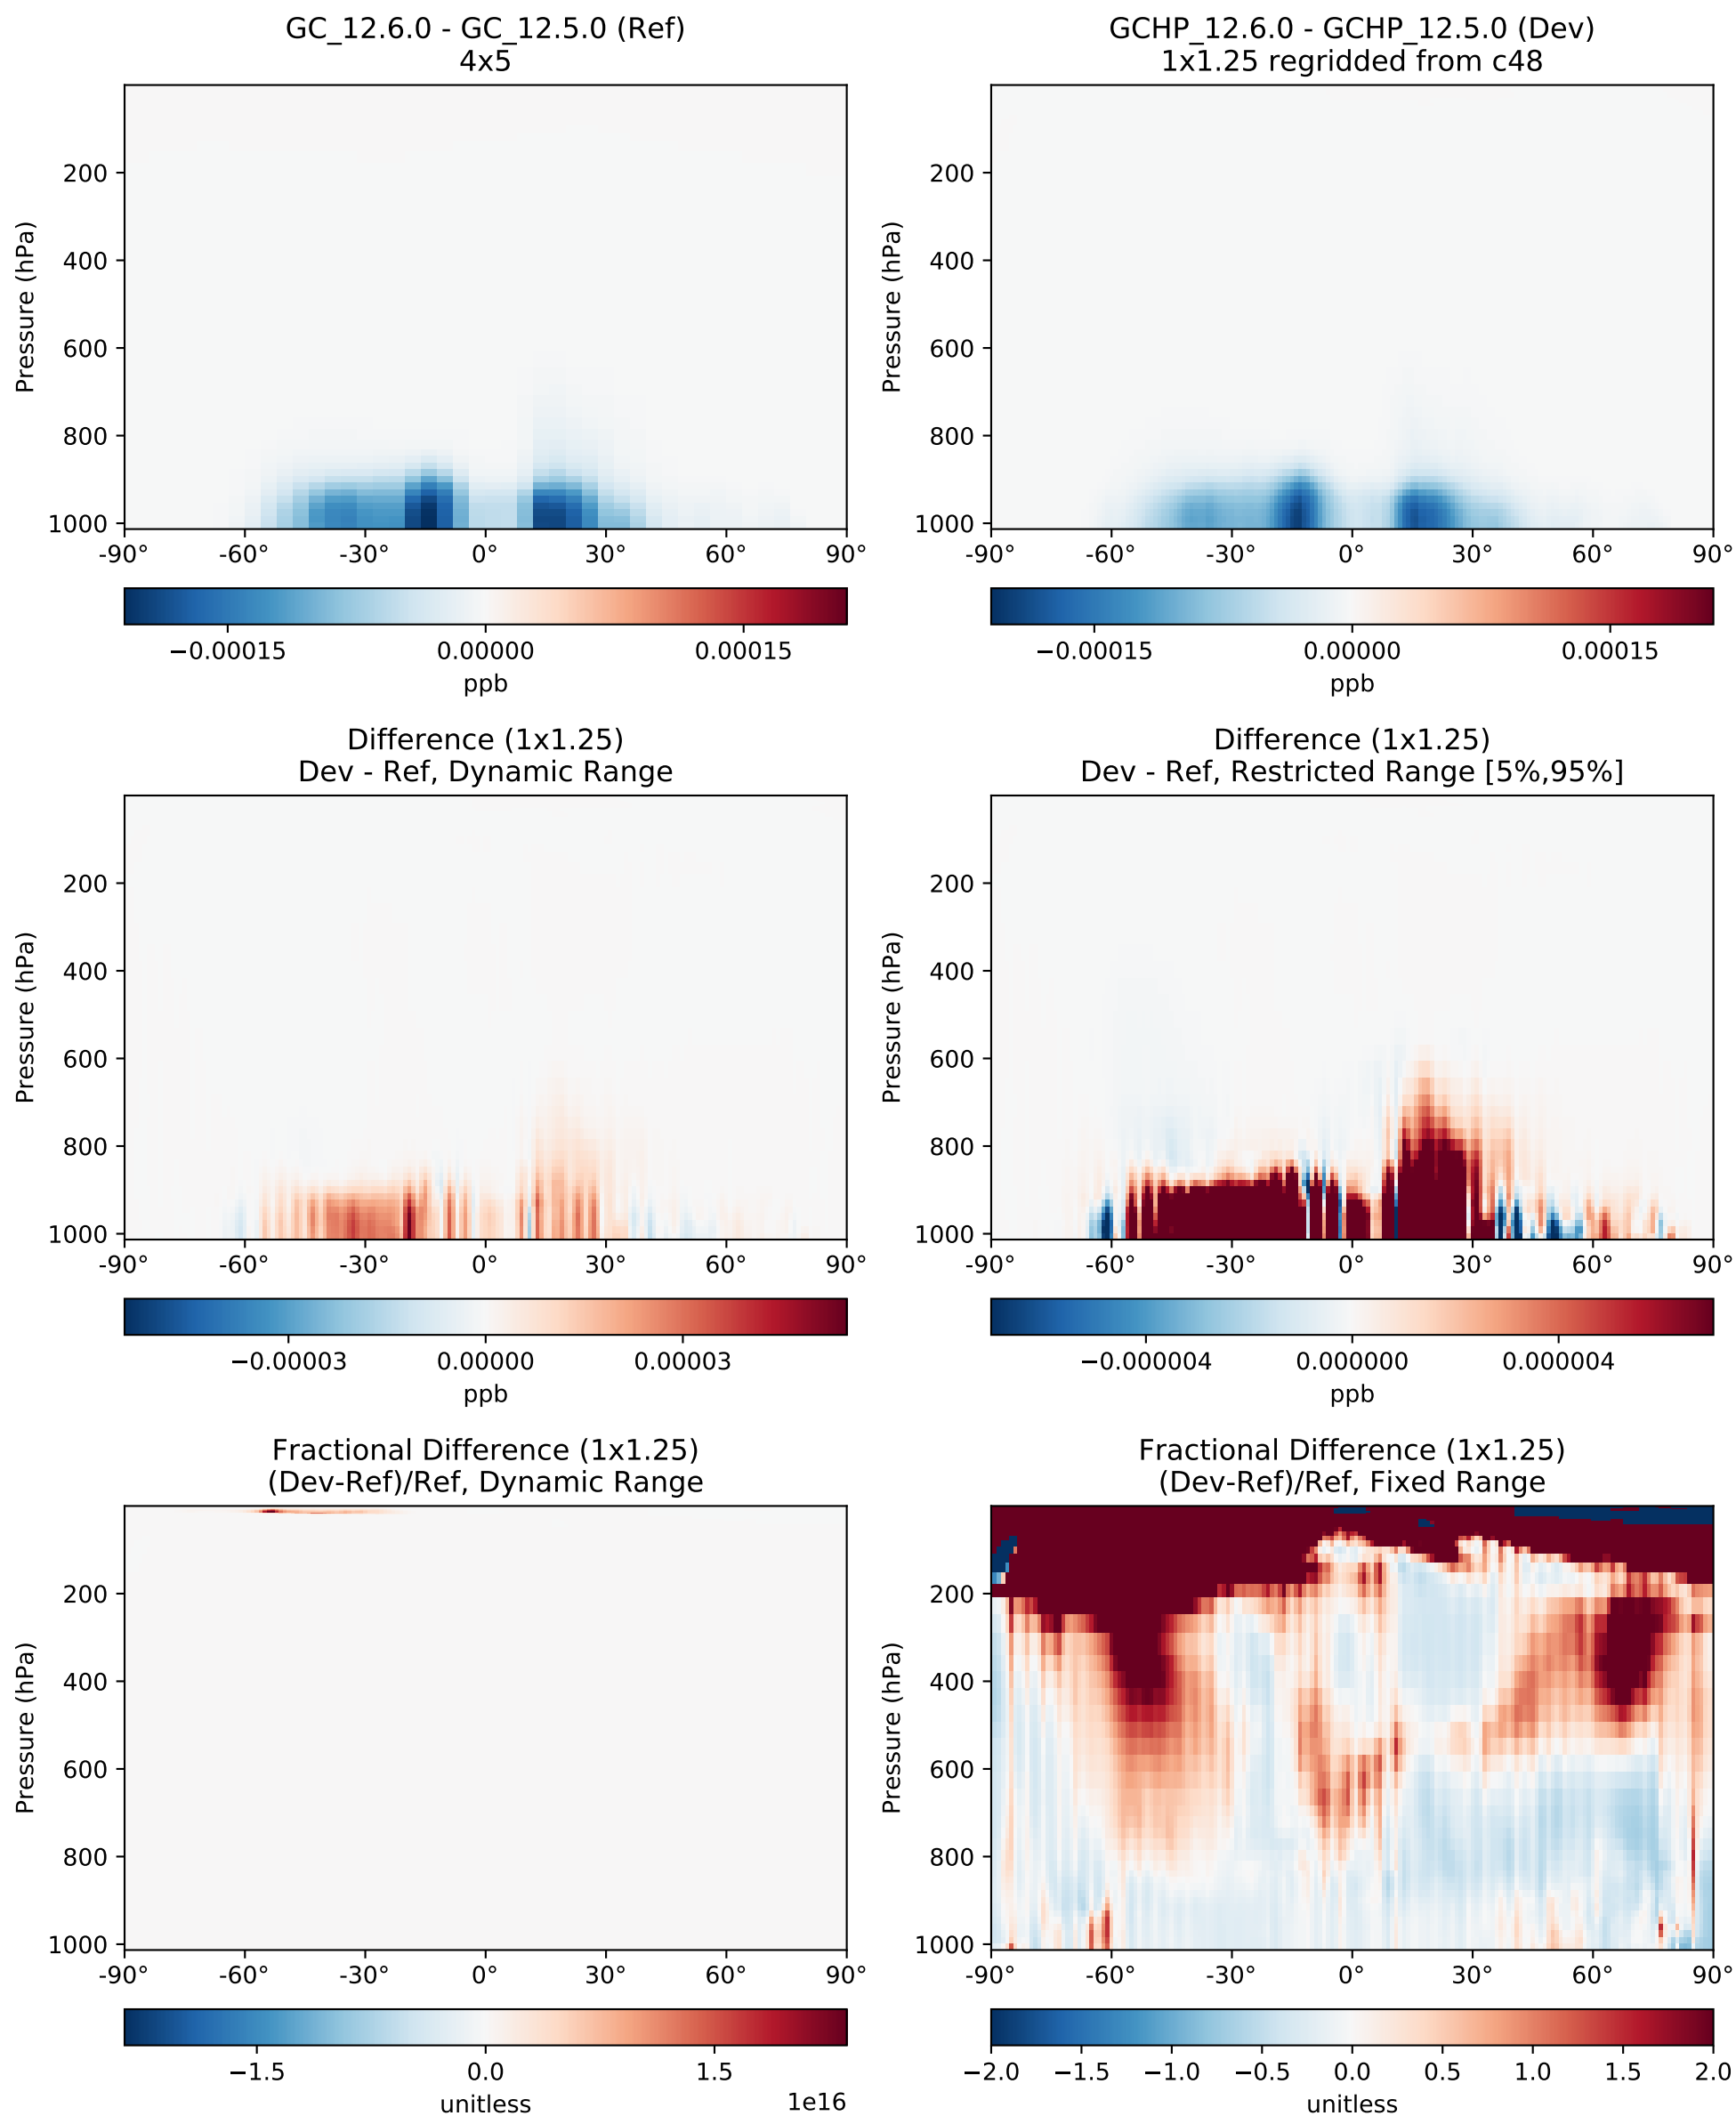 GC_12.6.0 - GC_12.5.0 (Ref)
4x5
GCHP_12.6.0 - GCHP_12.5.0 (Dev)
1x1.25 regridded from c48
Pressure (hPa)
200
400
600
800
1000
-90° -60° -30° 0° 30° 60° 90°
−0.00015 0.00000 0.00015
ppb
Pressure (hPa)
200
400
600
800
1000
-90° -60° -30° 0° 30° 60° 90°
−0.00015 0.00000 0.00015
ppb
Difference (1x1.25)
Dev - Ref, Dynamic Range
Pressure (hPa)
200
400
600
800
1000
-90° -60° -30° 0° 30° 60° 90°
−0.00003 0.00000 0.00003
ppb
Difference (1x1.25)
Dev - Ref, Restricted Range [5%,95%]
Pressure (hPa)
200
400
600
800
1000
-90° -60° -30° 0° 30° 60° 90°
−0.000004 0.000000 0.000004
ppb
Fractional Difference (1x1.25)
(Dev-Ref)/Ref, Dynamic Range
Pressure (hPa)
200
400
600
800
1000
-90° -60° -30° 0° 30° 60° 90°
−1.5 0.0 1.5
unitless 1e16
Fractional Difference (1x1.25)
(Dev-Ref)/Ref, Fixed Range
Pressure (hPa)
200
400
600
800
1000
-90° -60° -30° 0° 30° 60° 90°
−2.0 −1.5 −1.0 −0.5 0.0 0.5 1.0 1.5 2.0
unitless